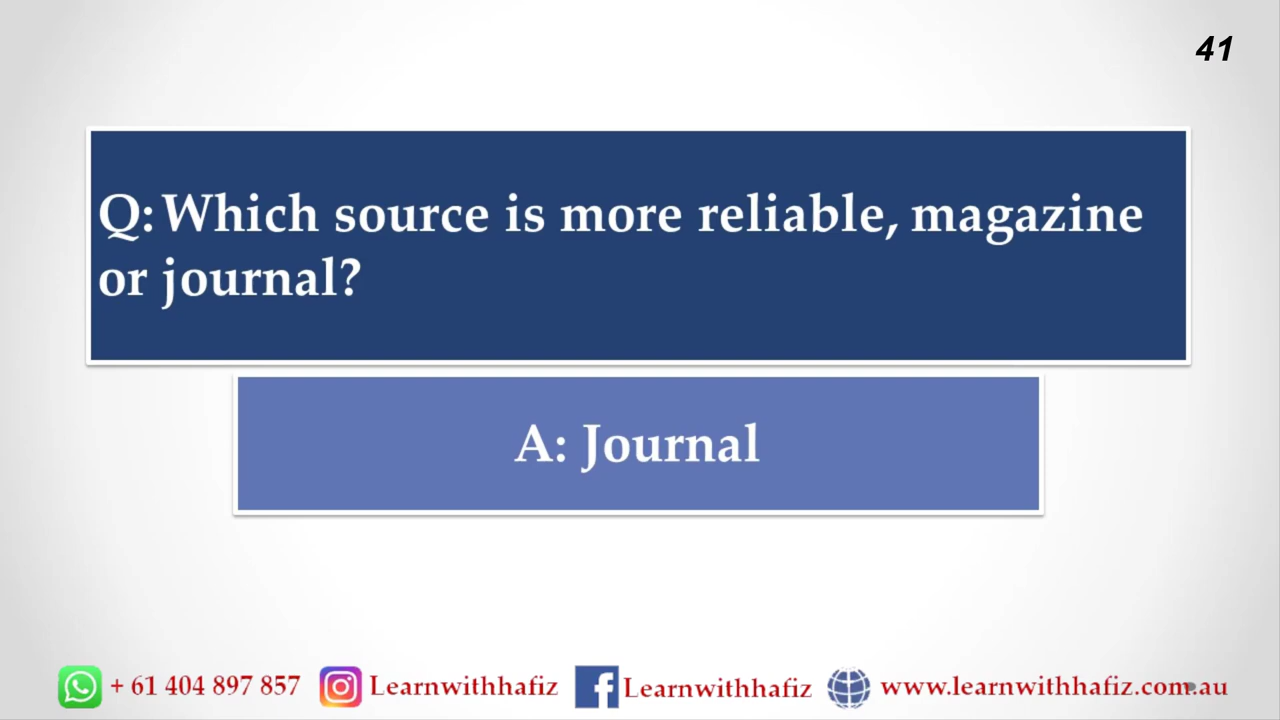 41
Q: Which source is more reliable, magazine
or journal?
A: Journal
+ 61 404 897 857 Learnwithhafiz Learnwithhafiz www.learnwithhafiz.com.au